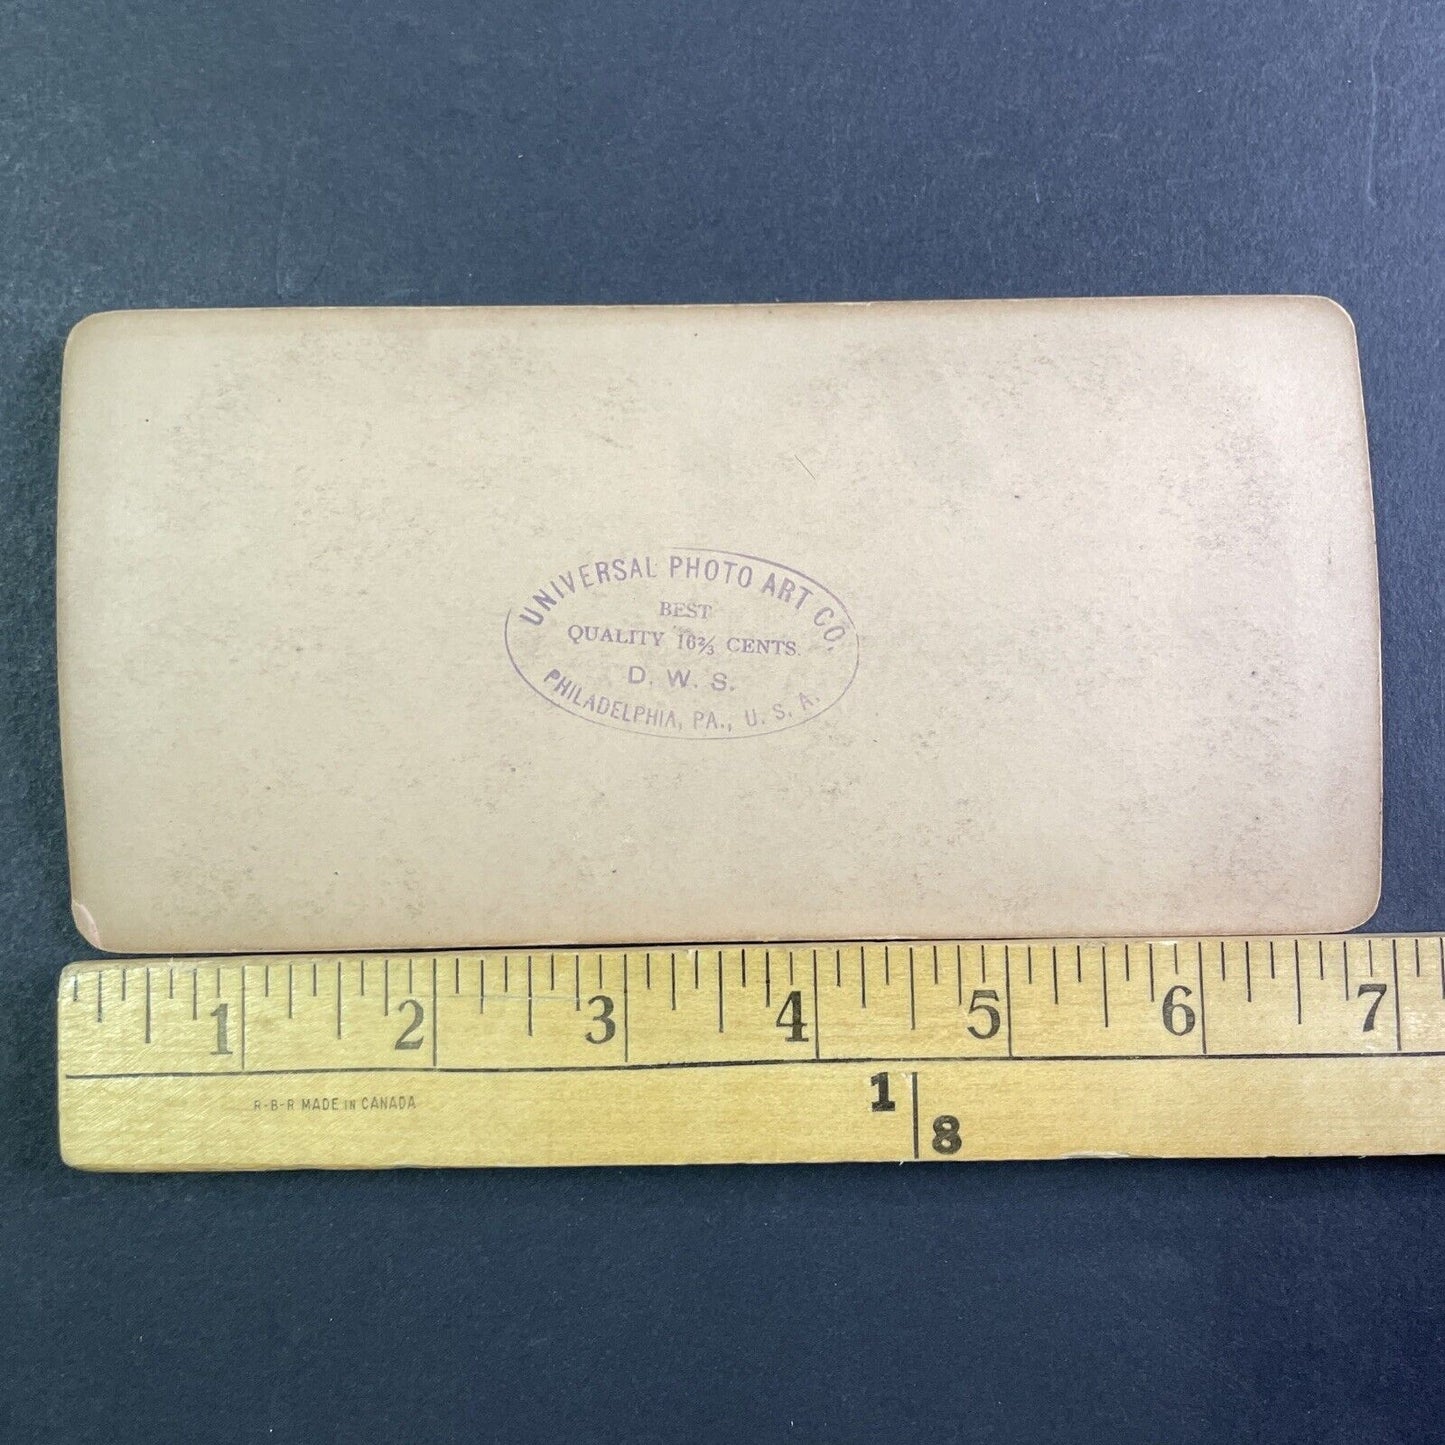 UNIVERSAL PHOTO ART CO.
BEST
QUALITY 16⅔ CENTS.
D. W. S.
PHILADELPHIA, PA., U. S. A.
1 2 3 4 5 6 7
R-B-R MADE IN CANADA
1 8